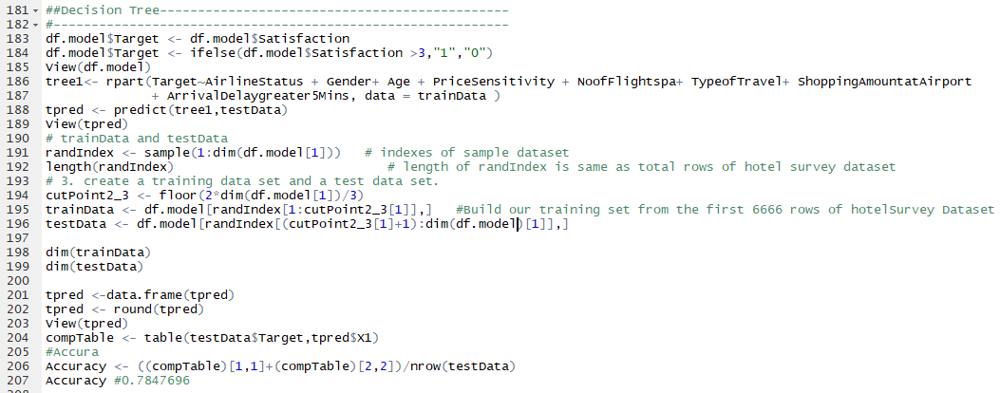 181 ##Decision Tree----------------------------------------------
182 #------------------------------------------------------------
183 df.model$Target <- df.model$Satisfaction
184 df.model$Target <- ifelse(df.model$Satisfaction >3,"1","0")
185 View(df.model)
186 tree1<- rpart(Target~AirlineStatus + Gender+ Age + PriceSensitivity + NoofFlightspa+ TypeofTravel+ ShoppingAmountatAirport
187               + ArrivalDelaygreater5Mins, data = trainData )
188 tpred <- predict(tree1,testData)
189 View(tpred)
190 # trainData and testData
191 randIndex <- sample(1:dim(df.model[1]))   # indexes of sample dataset
192 length(randIndex)                            # length of randIndex is same as total rows of hotel survey dataset
193 # 3. create a training data set and a test data set.
194 cutPoint2_3 <- floor(2*dim(df.model[1])/3)
195 trainData <- df.model[randIndex[1:cutPoint2_3[1]],]   #Build our training set from the first 6666 rows of hotelSurvey Dataset
196 testData <- df.model[randIndex[(cutPoint2_3[1]+1):dim(df.model)[1]],]
197
198 dim(trainData)
199 dim(testData)
200
201 tpred <-data.frame(tpred)
202 tpred <- round(tpred)
203 View(tpred)
204 compTable <- table(testData$Target,tpred$X1)
205 #Accura
206 Accuracy <- ((compTable)[1,1]+(compTable)[2,2])/nrow(testData)
207 Accuracy #0.7847696